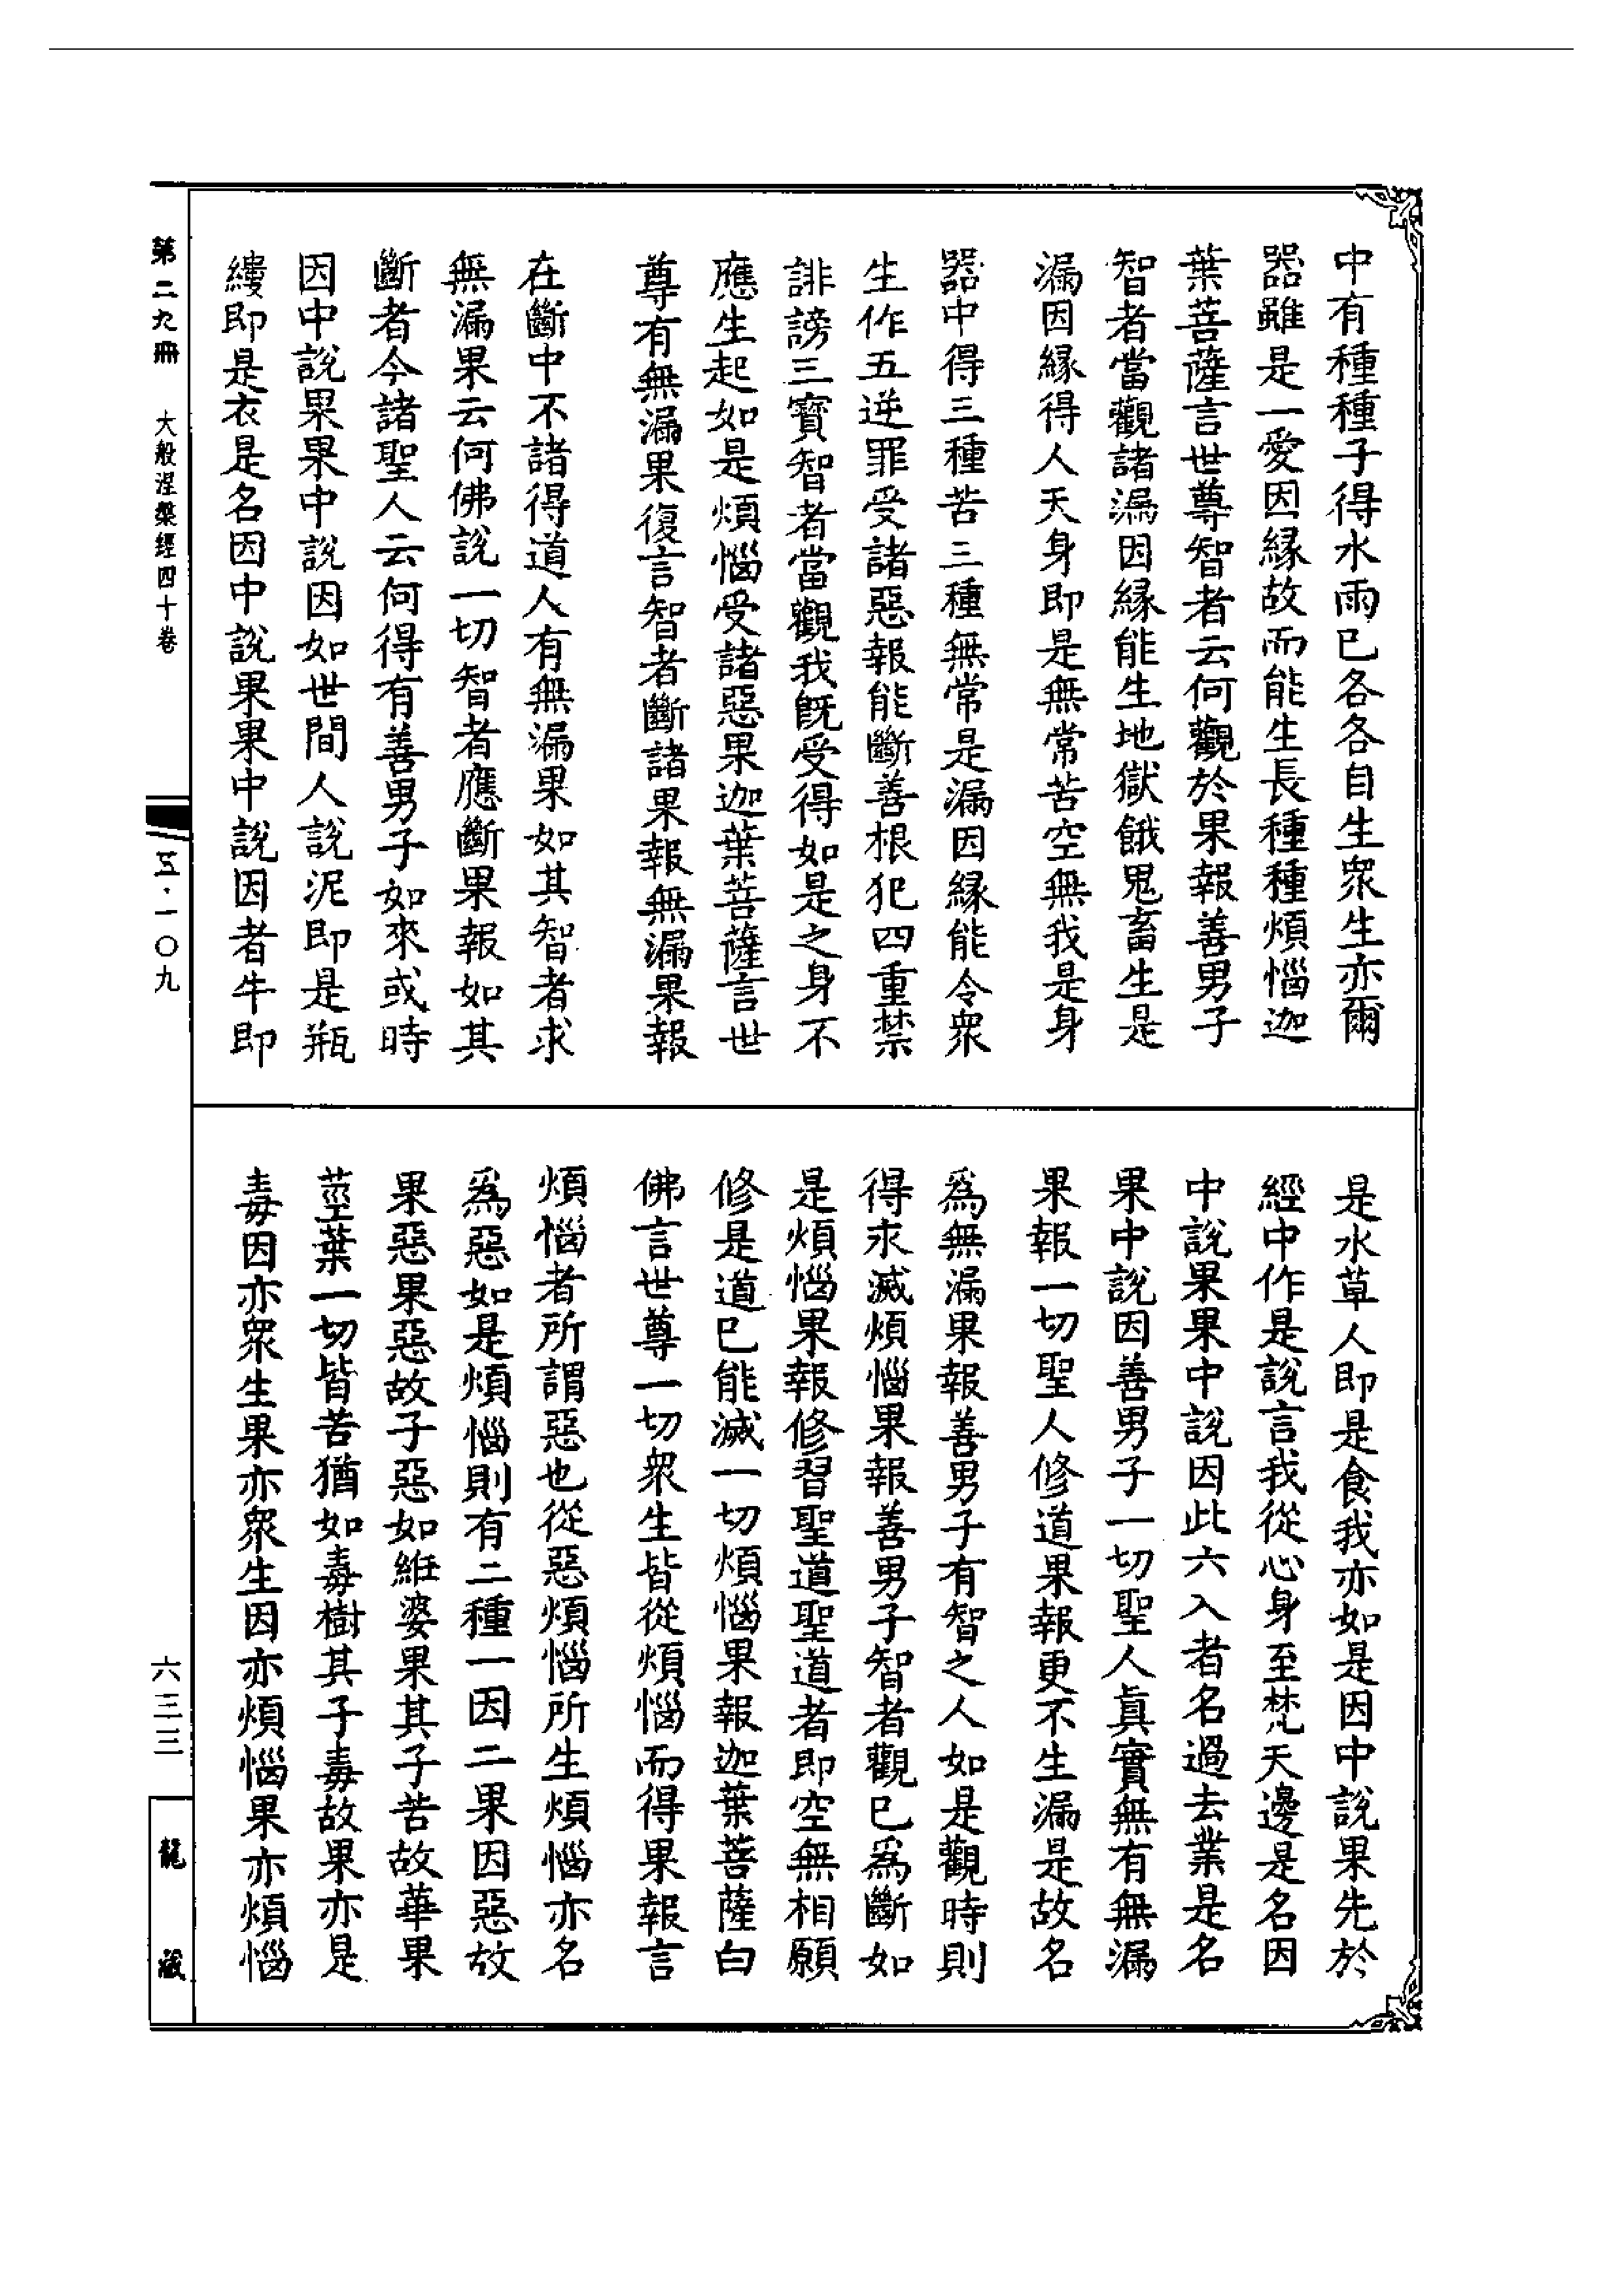 中有種種子得水雨已各各自生眾生亦爾
器雖是一愛因緣故而能生長種種煩惱迦
葉菩薩言世尊智者云何觀於果報善男子
智者當觀諸漏因緣能生地獄餓鬼畜生是
漏因緣得人天身即是無常苦空無我是身
器中得三種苦三種無常是漏因緣能令眾
生作五逆罪受諸惡報能斷善根犯四重禁
誹謗三寶智者當觀我既受得如是之身不
應生起如是煩惱受諸惡果迦葉菩薩言世
尊有無漏果復言智者斷諸果報無漏果報
在斷中不諸得道人有無漏果如其智者求
無漏果云何佛說一切智者應斷果報如其
斷者今諸聖人云何得有善男子如來或時
因中說果果中說因如世間人說泥即是瓶
縷即是衣是名因中說果果中說因者牛即
是水草人即是食我亦如是因中說果先於
經中作是說言我從心身至梵天邊是名因
中說果果中說因此六入者名過去業是名
果中說因善男子一切聖人真實無有無漏
果報一切聖人修道果報更不生漏是故名
為無漏果報善男子有智之人如是觀時則
得永滅煩惱果報善男子智者觀已為斷如
是煩惱果報修習聖道聖道者即空無相願
修是道已能滅一切煩惱果報迦葉菩薩白
佛言世尊一切眾生皆從煩惱而得果報言
煩惱者所謂惡也從惡煩惱所生煩惱亦名
為惡如是煩惱則有二種一因二果因惡故
果惡果惡故子惡如絍婆果其子苦故華果
莖葉一切皆苦猶如毒樹其子毒故果亦是
毒因亦眾生果亦眾生因亦煩惱果亦煩惱
第二九冊 大般涅槃經四十卷 五·一〇九 六三三 龍藏